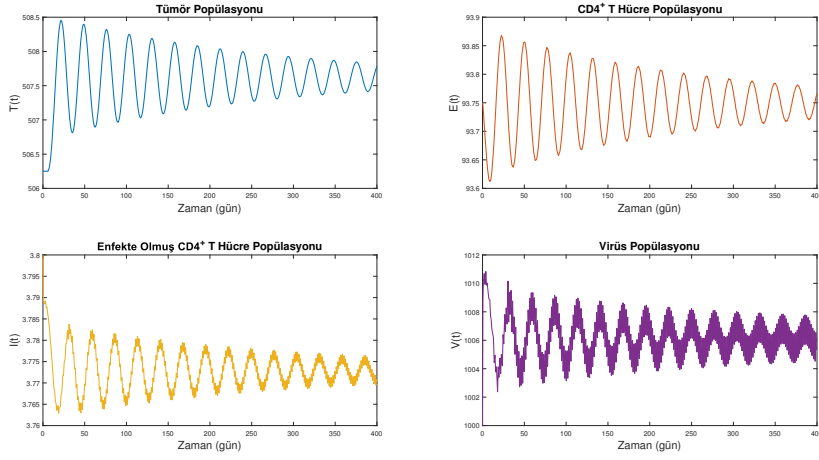 Tümör Popülasyonu
508.5
508
507.5
507
506.5
506
T(t)
0 50 100 150 200 250 300 350 400
Zaman (gün)
CD4⁺ T Hücre Popülasyonu
93.9
93.8
93.75
93.7
93.65
93.6
93.85
E(t)
0 50 100 150 200 250 300 350 400
Zaman (gün)
Enfekte Olmuş CD4⁺ T Hücre Popülasyonu
3.8
3.795
3.79
3.785
3.78
3.775
3.77
3.765
3.76
I(t)
0 50 100 150 200 250 300 350 400
Zaman (gün)
Virüs Popülasyonu
1012
1010
1008
1006
1004
1002
1000
V(t)
0 50 100 150 200 250 300 350 400
Zaman (gün)